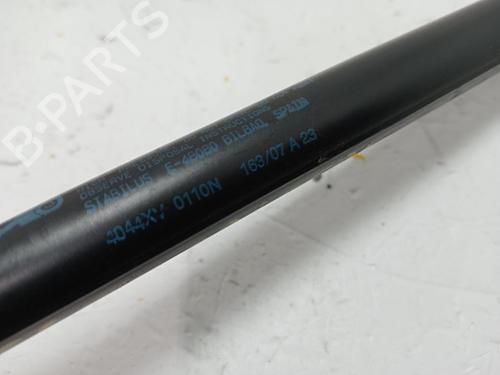 OBSERVE DISPOSAL INSTRUCTIONS
STABILUS E-48080 BILBAO, SPAIN
4044XV 0110N 163/07 A 23
B-PARTS